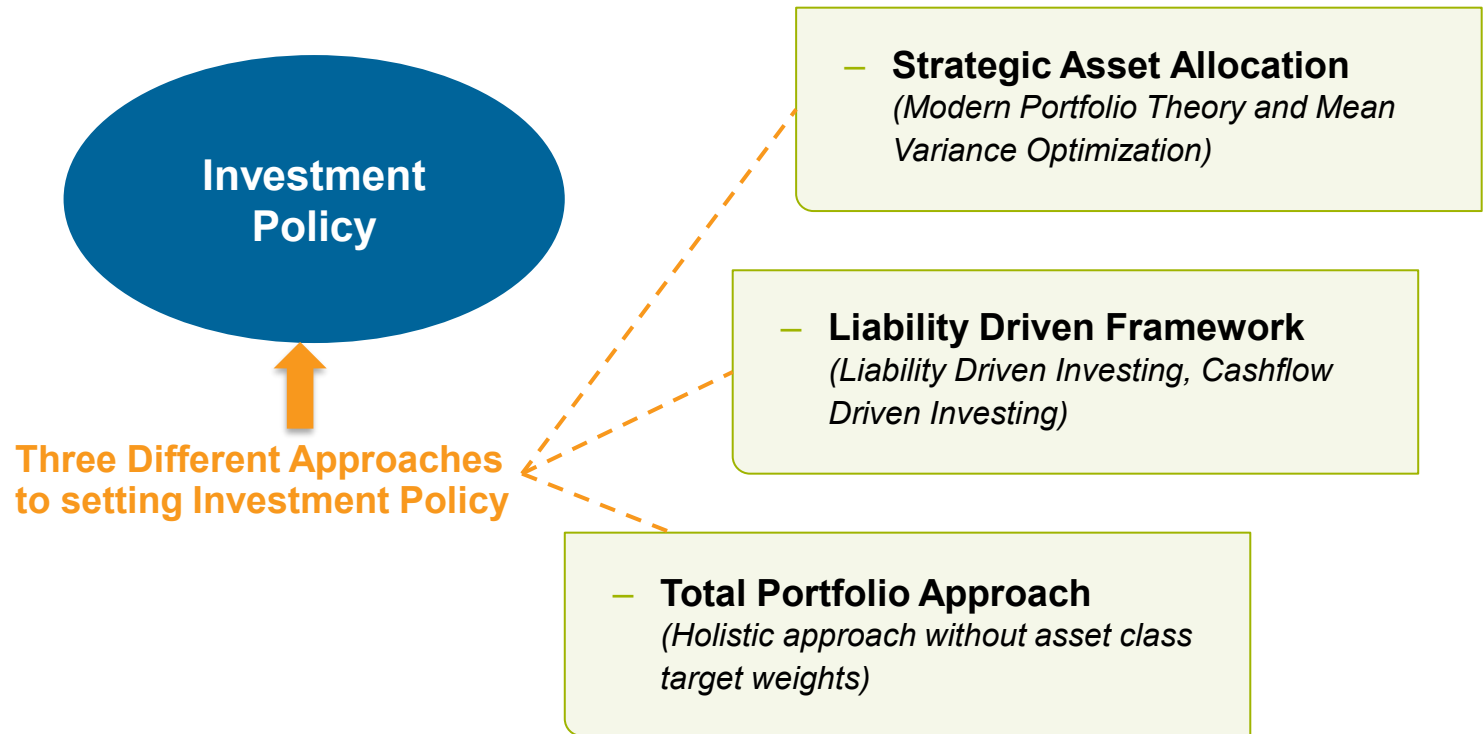 Investment
Policy
Three Different Approaches
to setting Investment Policy
– Strategic Asset Allocation
(Modern Portfolio Theory and Mean
Variance Optimization)
– Liability Driven Framework
(Liability Driven Investing, Cashflow
Driven Investing)
– Total Portfolio Approach
(Holistic approach without asset class
target weights)